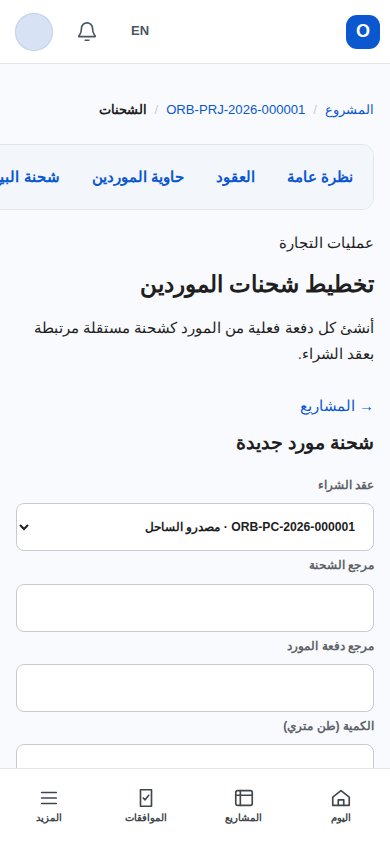 O
EN
المشروع / ORB-PRJ-2026-000001 / الشحنات
نظرة عامة العقود حاوية الموردين شحنة
عمليات التجارة
تخطيط شحنات الموردين
أنشئ كل دفعة فعلية من المورد كشحنة مستقلة مرتبطة
بعقد الشراء.
→ المشاريع
شحنة مورد جديدة
عقد الشراء
ORB-PC-2026-000001 · مصدرو الساحل
مرجع الشحنة
مرجع دفعة المورد
الكمية (طن متري)
اليوم
المشاريع
الموافقات
المزيد